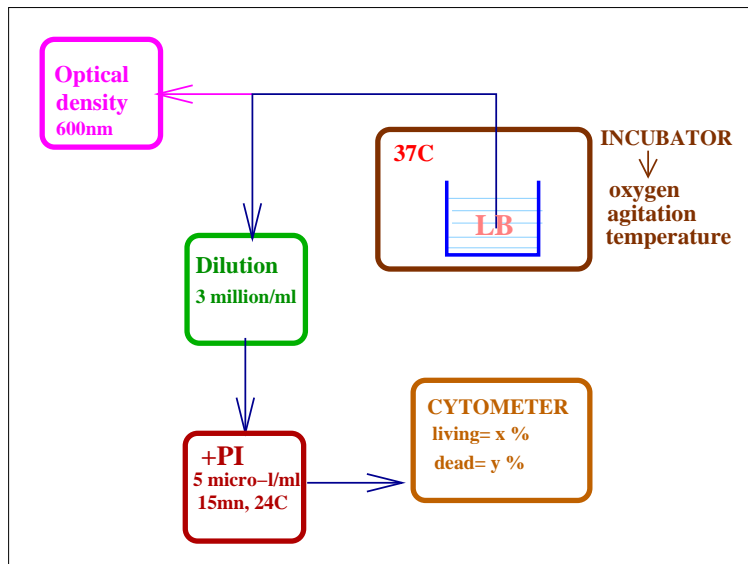 Optical
density
600nm
37C
LB
INCUBATOR
oxygen
agitation
temperature
Dilution
3 million/ml
+PI
5 micro−l/ml
15mn, 24C
CYTOMETER
living= x %
dead= y %